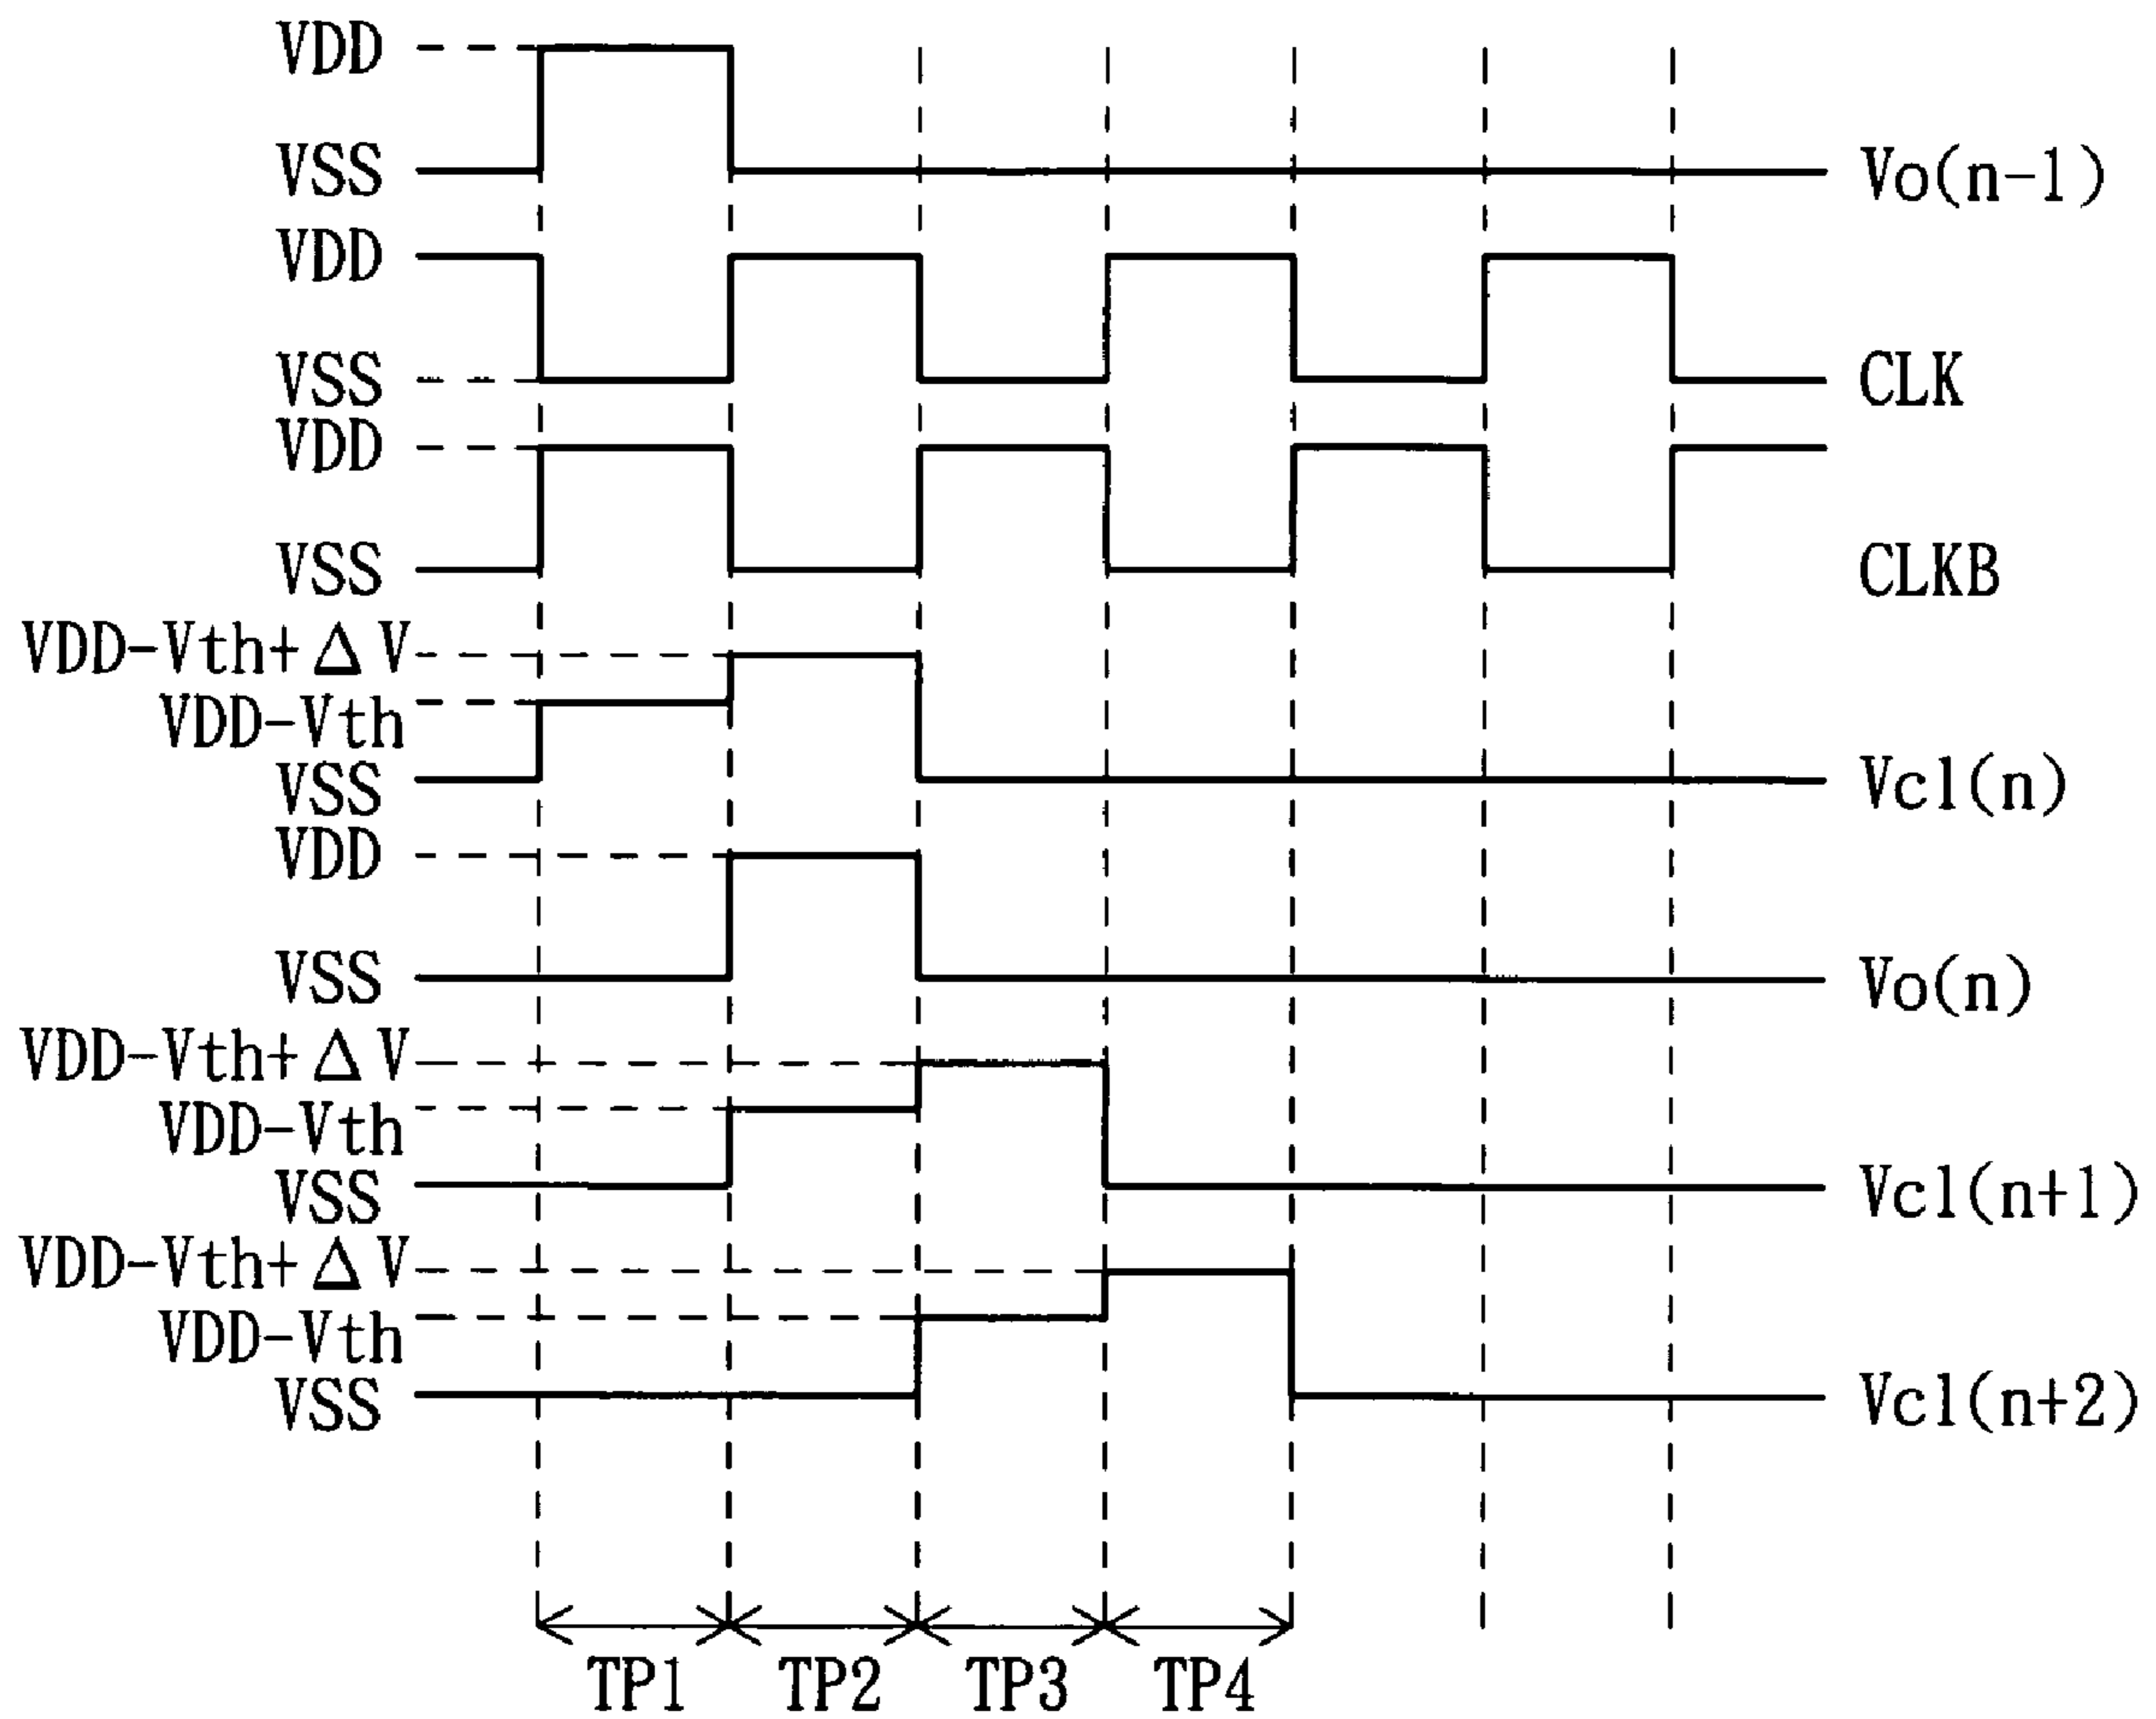 VDD
VSS
Vo(n-1)
VDD
VSS
CLK
VDD
VSS
CLKB
VDD-Vth+ΔV
VDD-Vth
VSS
Vcl(n)
VDD
VSS
Vo(n)
VDD-Vth+ΔV
VDD-Vth
VSS
Vcl(n+1)
VDD-Vth+ΔV
VDD-Vth
VSS
Vcl(n+2)
TP1 TP2 TP3 TP4